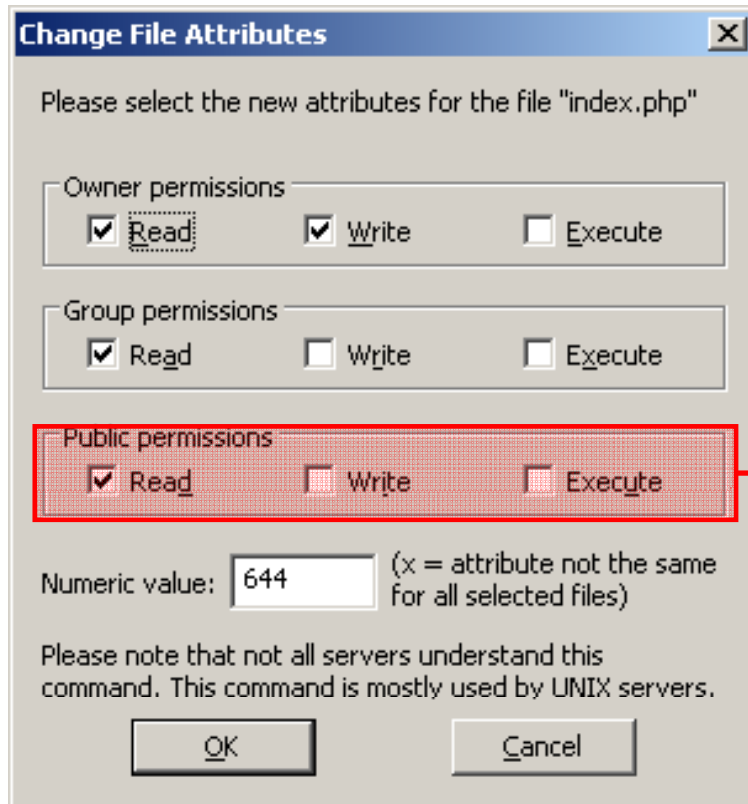 Change File Attributes
Please select the new attributes for the file "index.php"
Owner permissions
Read Write Execute
Group permissions
Read Write Execute
Public permissions
Read Write Execute
Numeric value: 644 (x = attribute not the same
for all selected files)
Please note that not all servers understand this
command. This command is mostly used by UNIX servers.
OK Cancel